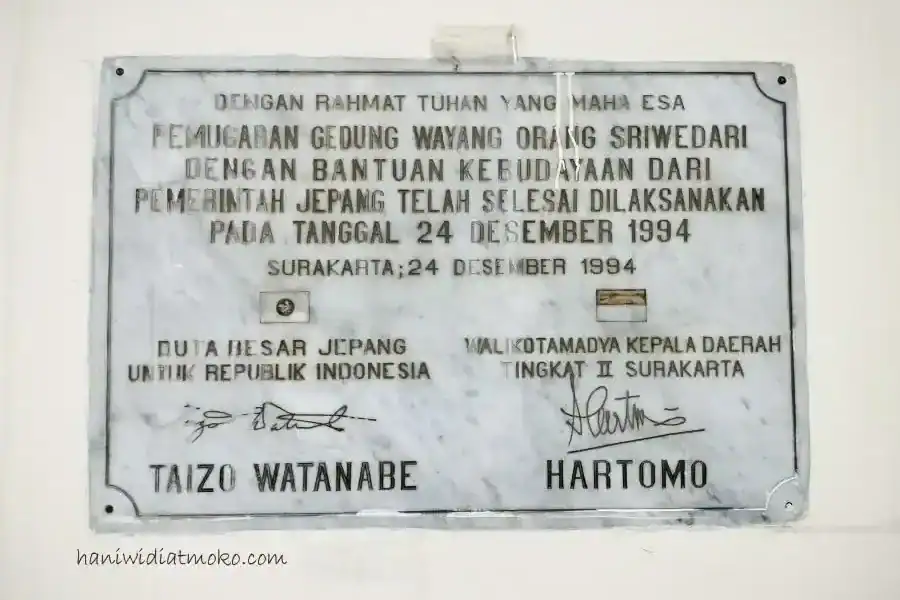 DENGAN RAHMAT TUHAN YANG MAHA ESA
PEMUGARAN GEDUNG WAYANG ORANG SRIWEDARI
DENGAN BANTUAN KEBUDAYAAN DARI
PEMERINTAH JEPANG TELAH SELESAI DILAKSANAKAN
PADA TANGGAL 24 DESEMBER 1994
SURAKARTA;24 DESEMBER 1994
DUTA BESAR JEPANG
UNTUK REPUBLIK INDONESIA
TAIZO WATANABE
WALIKOTAMADYA KEPALA DAERAH
TINGKAT II SURAKARTA
HARTOMO
haniwidiatmoko.com